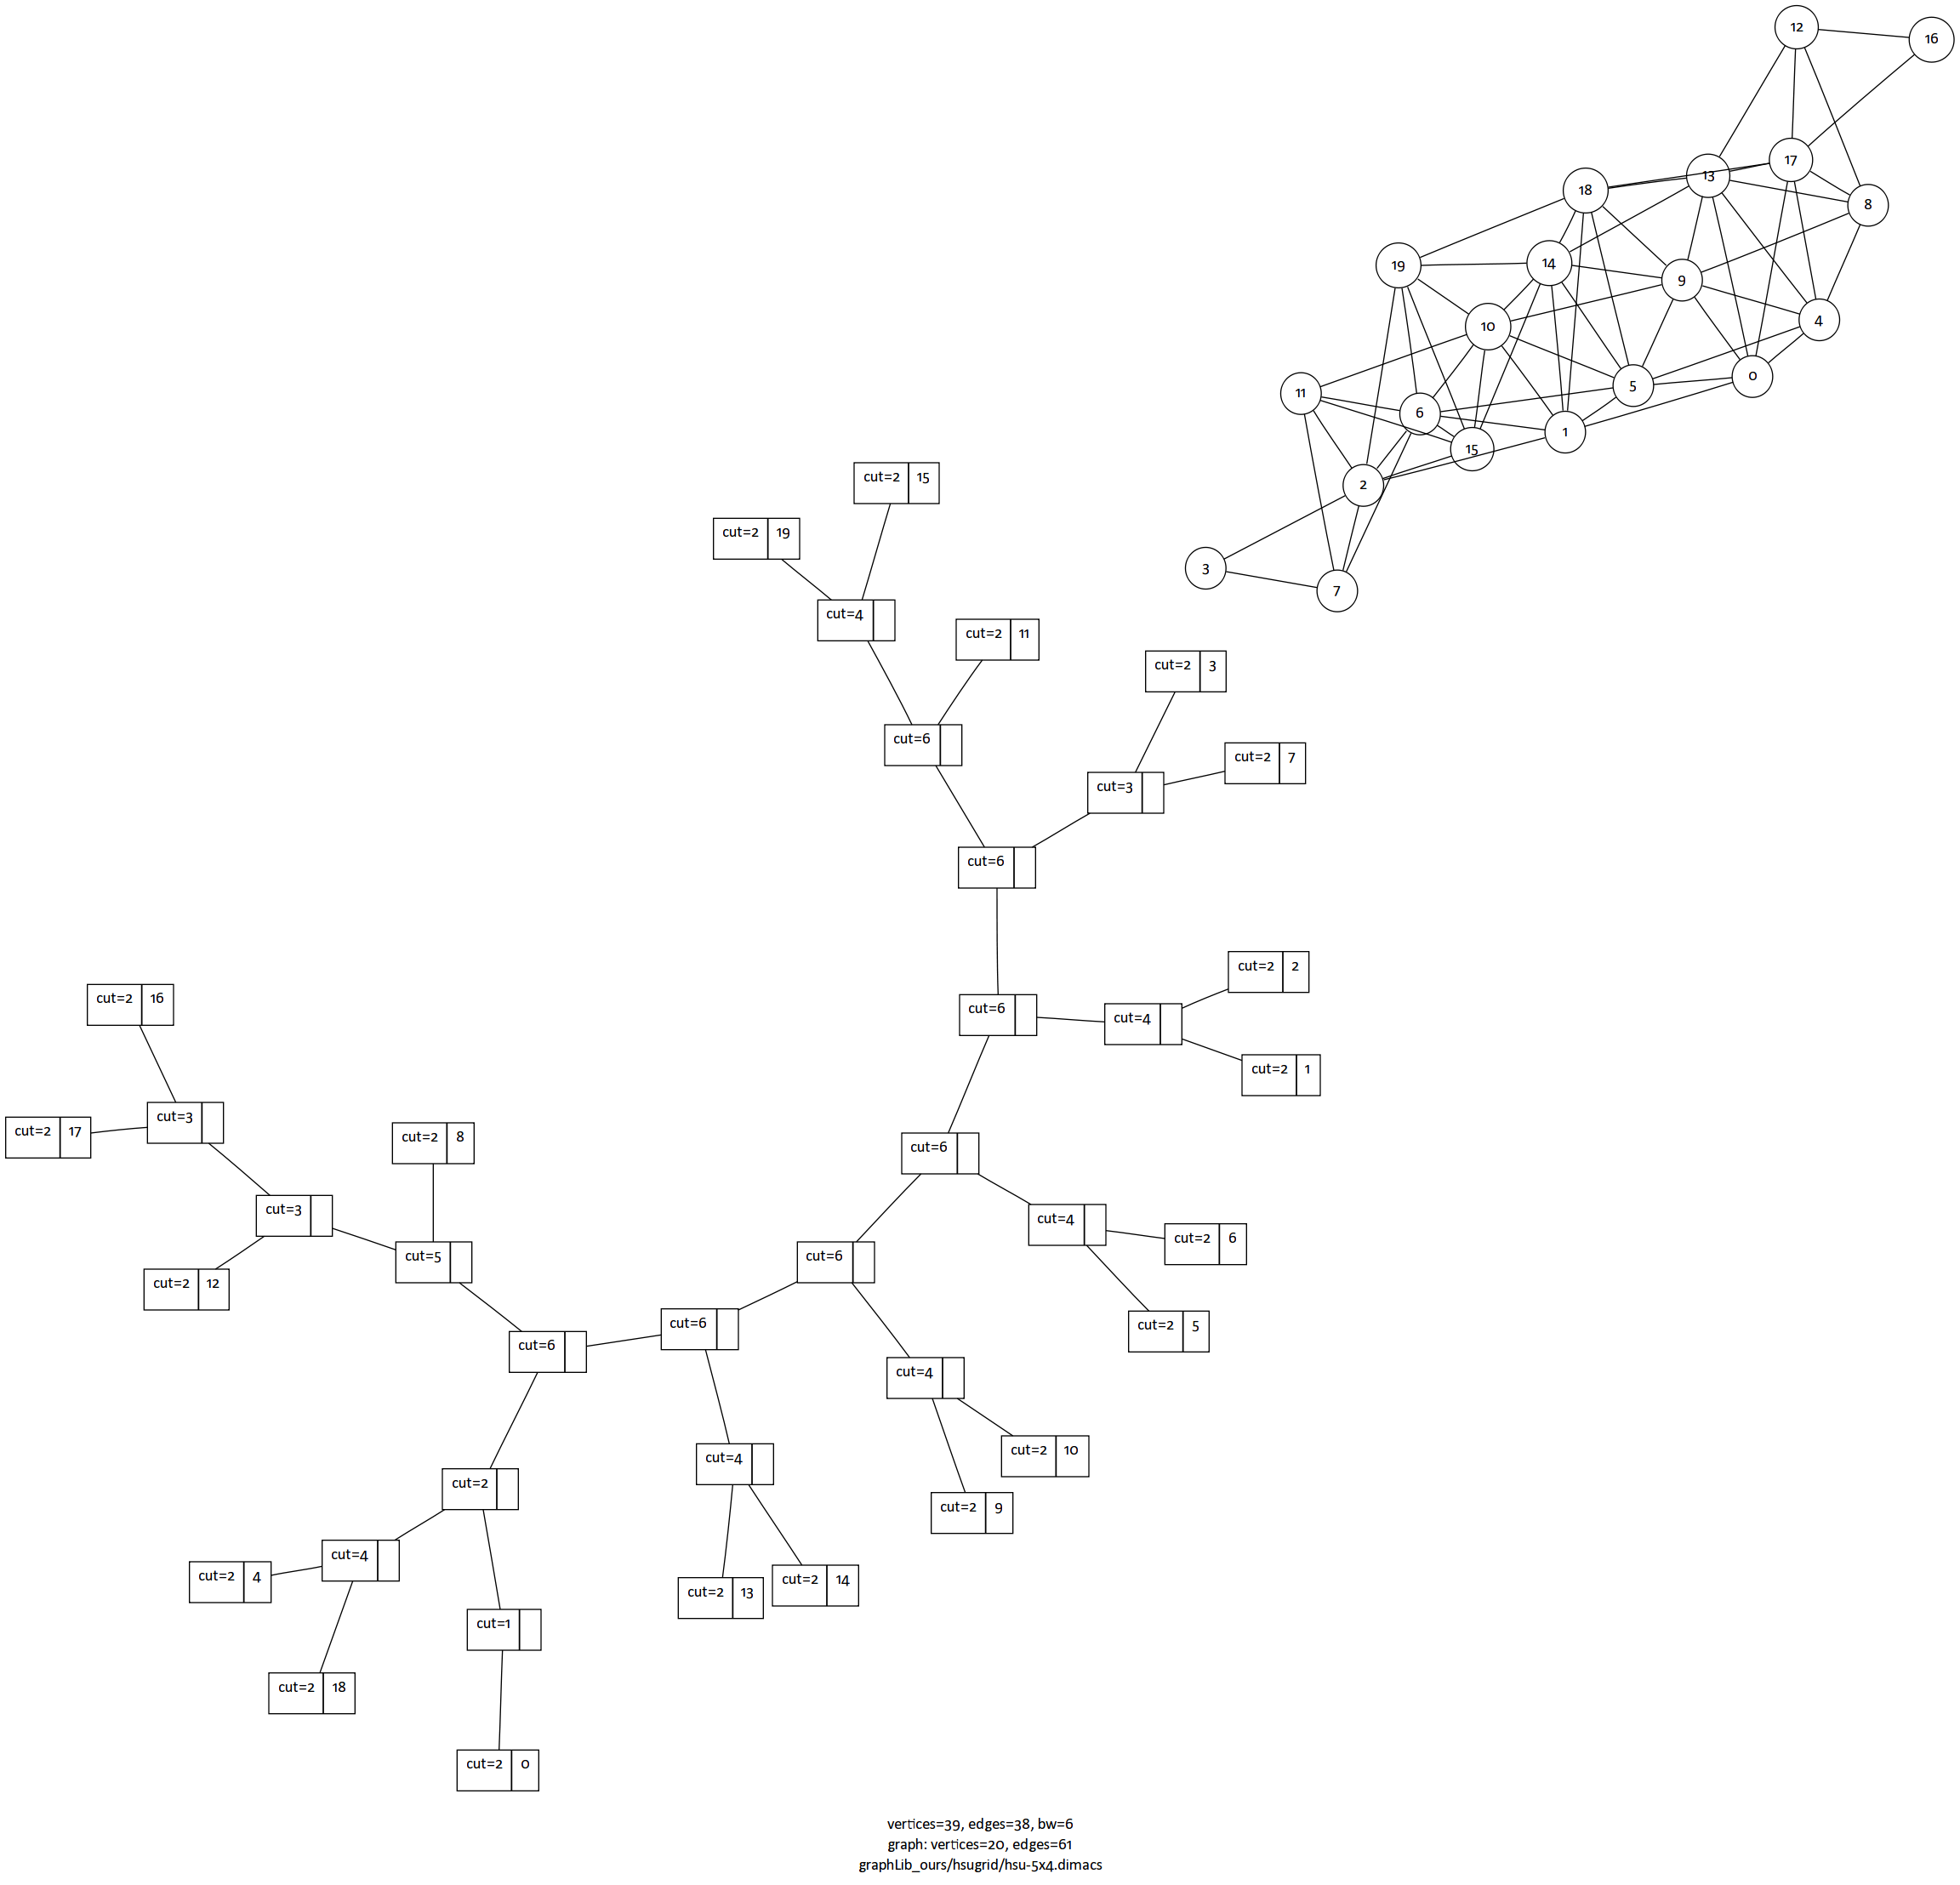 12
16
17
13
18
8
14
19
9
4
10
0
5
11
6
1
15
2
3
7
cut=2 15
cut=2 19
cut=4
cut=2 11
cut=2 3
cut=6
cut=2 7
cut=3
cut=6
cut=2 2
cut=2 16
cut=6
cut=4
cut=2 1
cut=3
cut=2 17
cut=2 8
cut=6
cut=3
cut=4
cut=2 6
cut=5
cut=6
cut=2 12
cut=6
cut=2 5
cut=6
cut=4
cut=2 10
cut=4
cut=2
cut=2 9
cut=4
cut=2 4
cut=2 13
cut=2 14
cut=1
cut=2 18
cut=2 0
vertices=39, edges=38, bw=6
graph: vertices=20, edges=61
graphLib_ours/hsugrid/hsu-5x4.dimacs